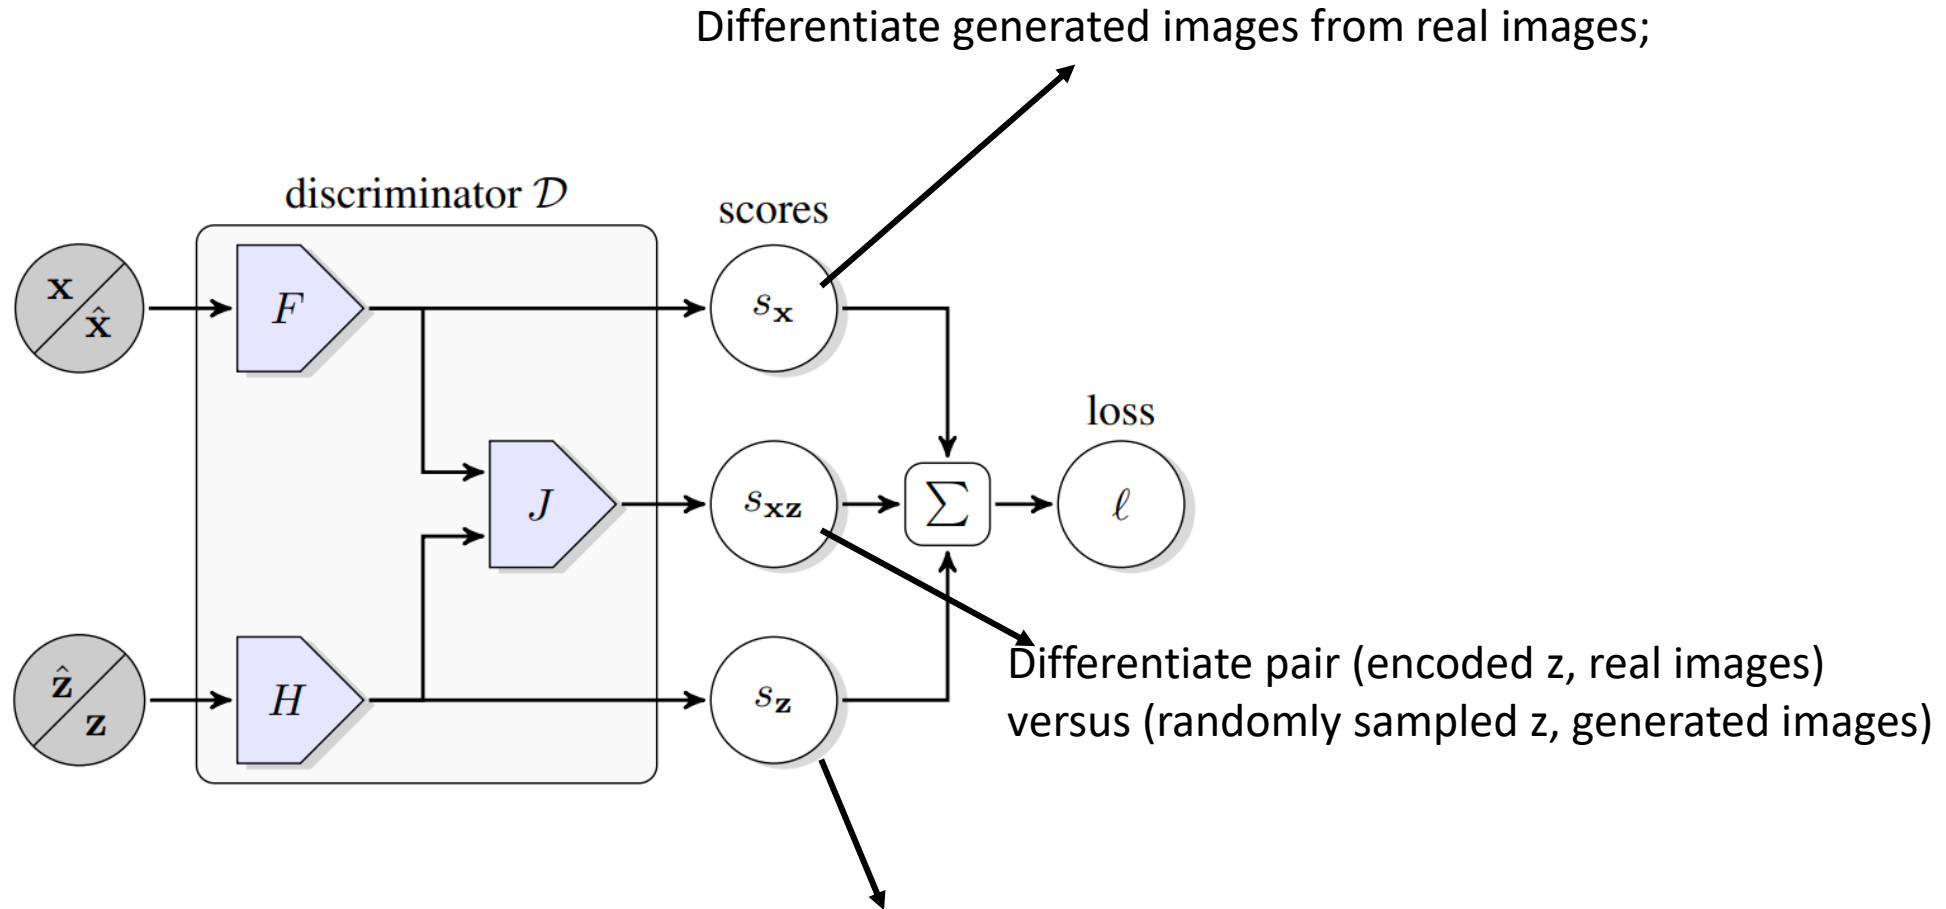 Differentiate generated images from real images;
discriminator 𝒟
scores
x
x̂
F
s_x
loss
J
s_xz
∑
ℓ
ẑ
z
H
s_z
Differentiate pair (encoded z, real images)
versus (randomly sampled z, generated images)